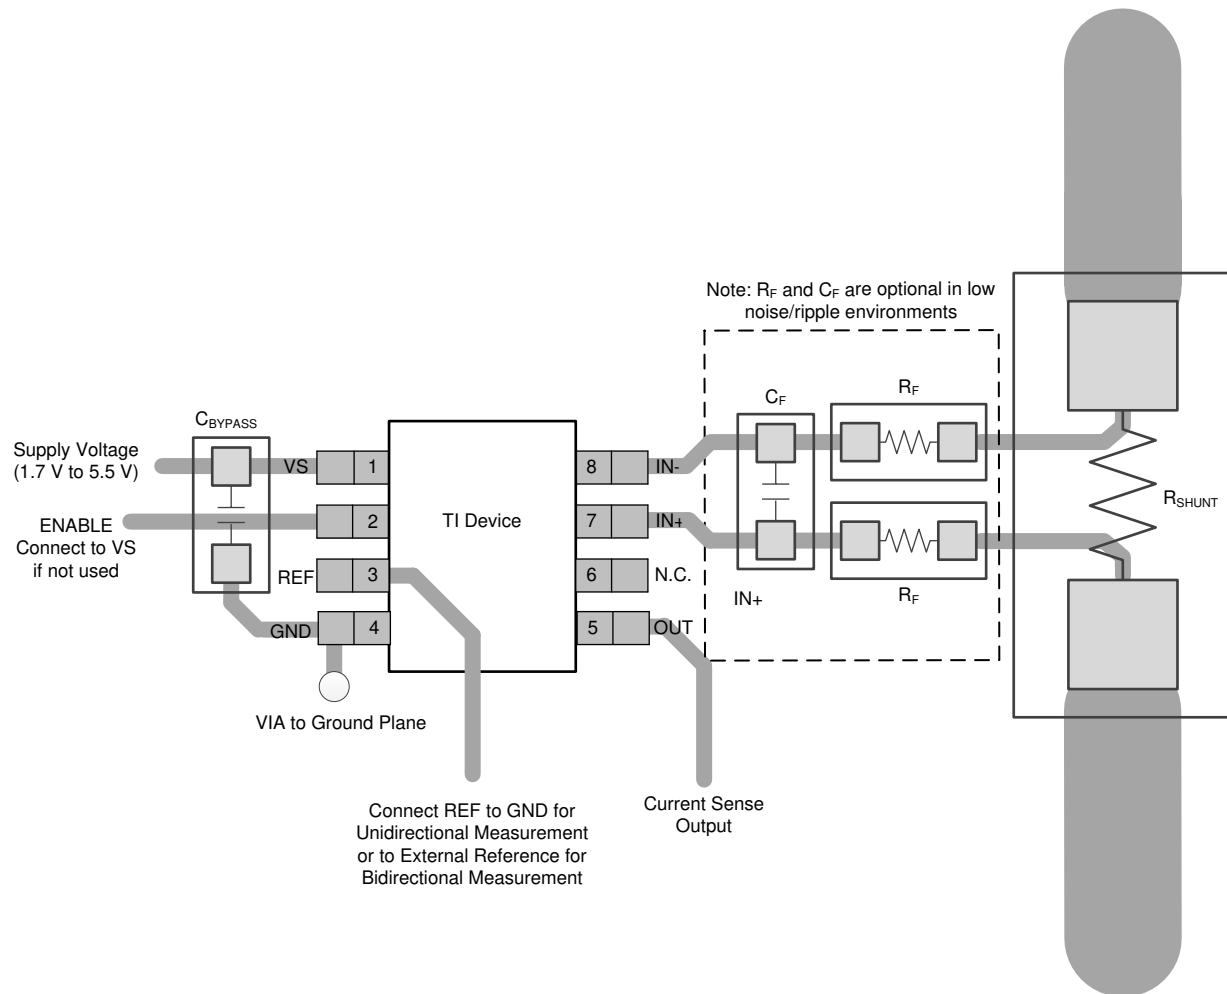 Note: RF and CF are optional in low
noise/ripple environments
CF
RF
CBYPASS
Supply Voltage
(1.7 V to 5.5 V)
VS
1
8
IN-
RSHUNT
ENABLE
Connect to VS
if not used
2
TI Device
7
IN+
REF
3
6
N.C.
RF
IN+
GND
4
5
OUT
VIA to Ground Plane
Connect REF to GND for
Unidirectional Measurement
or to External Reference for
Bidirectional Measurement
Current Sense
Output